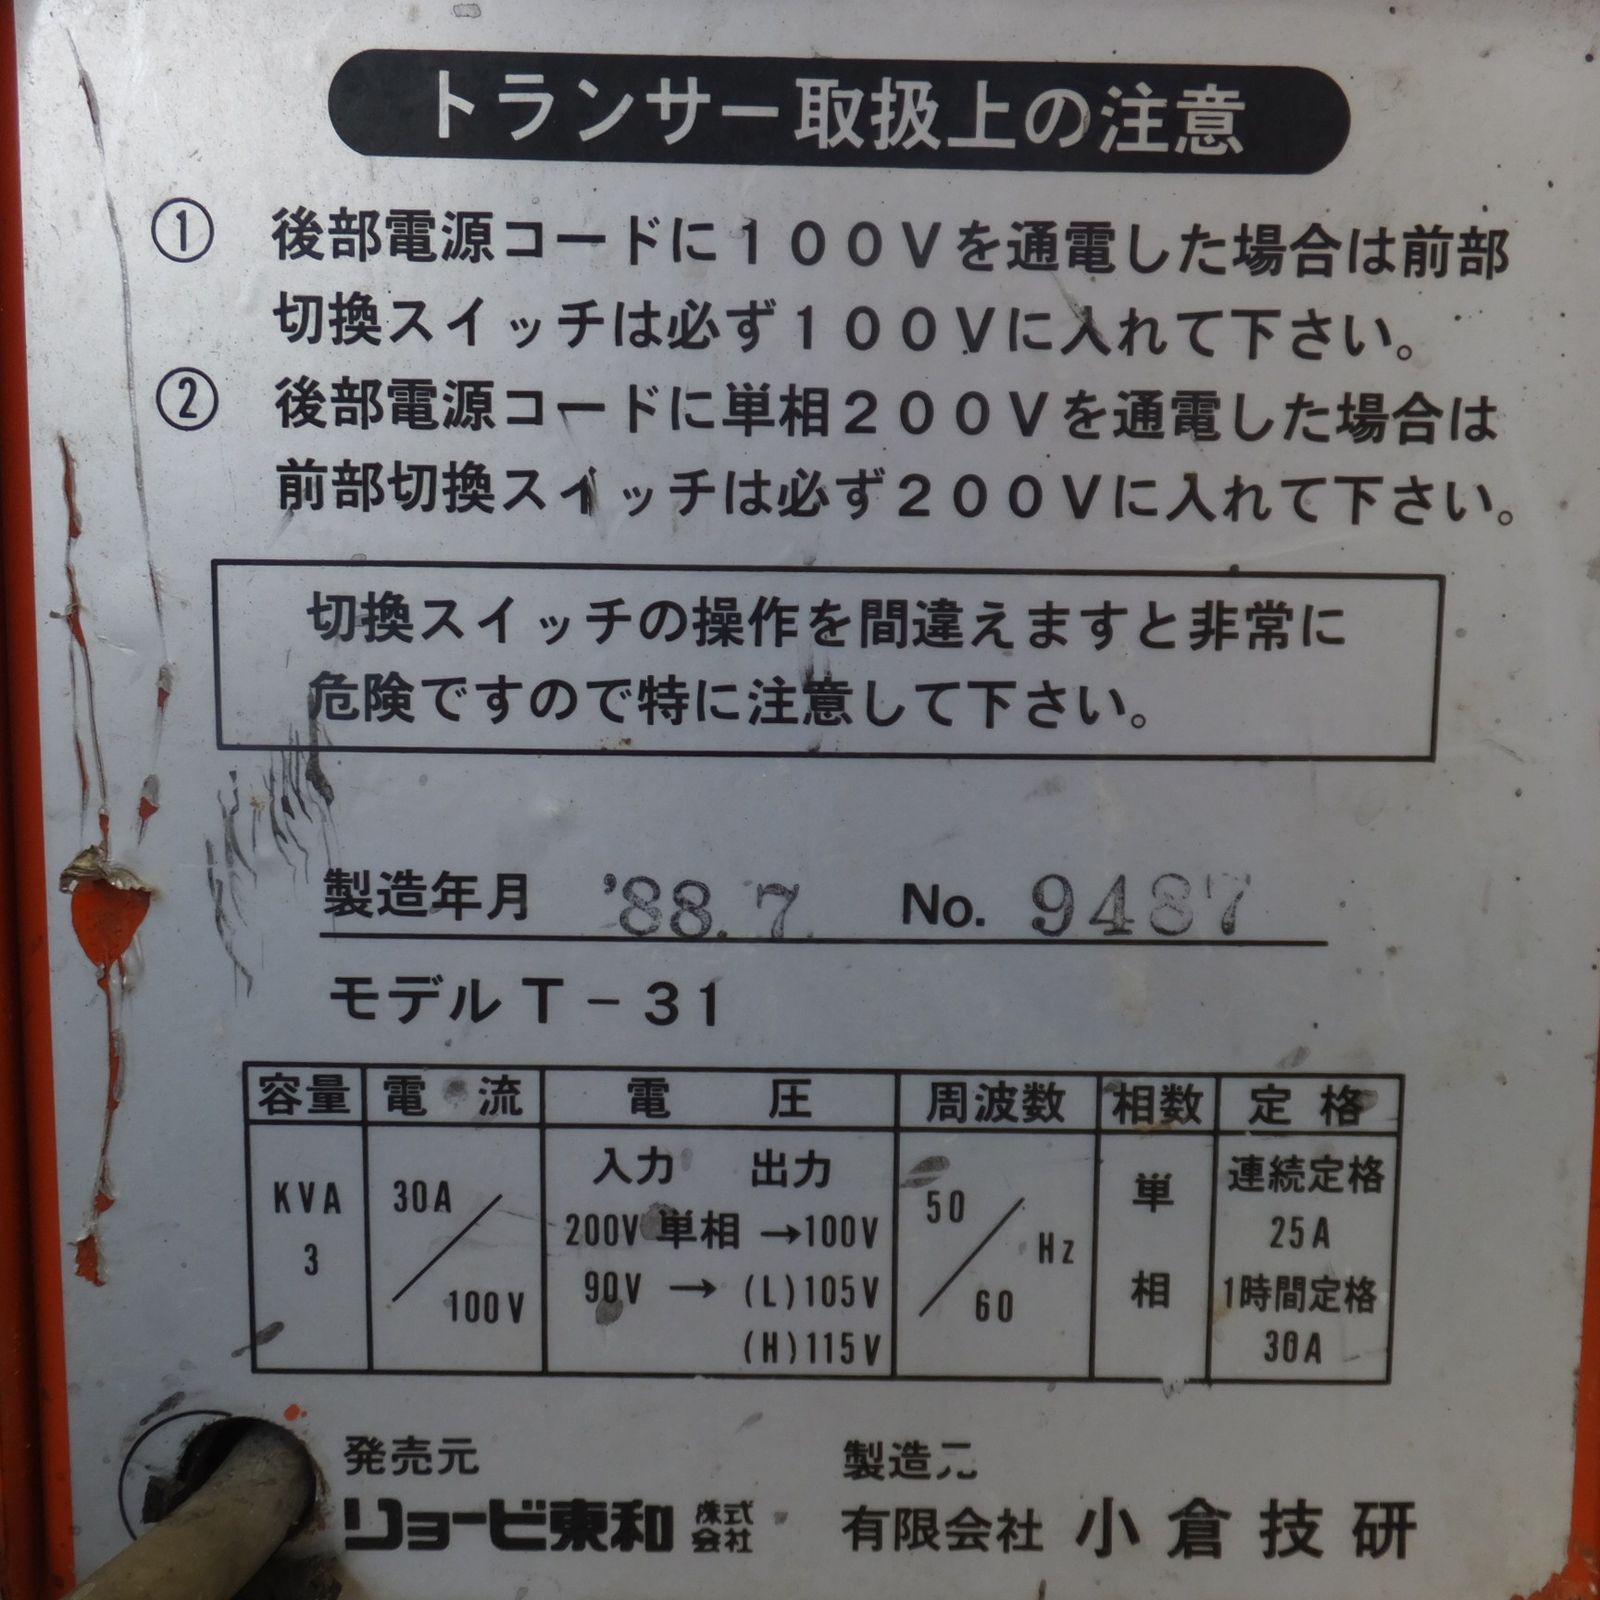 トランサー取扱上の注意
① 後部電源コードに100Vを通電した場合は前部
切換スイッチは必ず100Vに入れて下さい。
② 後部電源コードに単相200Vを通電した場合は
前部切換スイッチは必ず200Vに入れて下さい。
切換スイッチの操作を間違えますと非常に
危険ですので特に注意して下さい。
製造年月 '88.7 No. 9487
モデル T-31
容量 電流 電圧 周波数 相数 定格
KVA 3
30A/100V
入力 出力
200V 単相 →100V
90V → (L)105V
(H)115V
50/60 Hz
単相
連続定格
25A
1時間定格
30A
発売元 製造元
リョービ東和 株式会社 有限会社 小倉技研